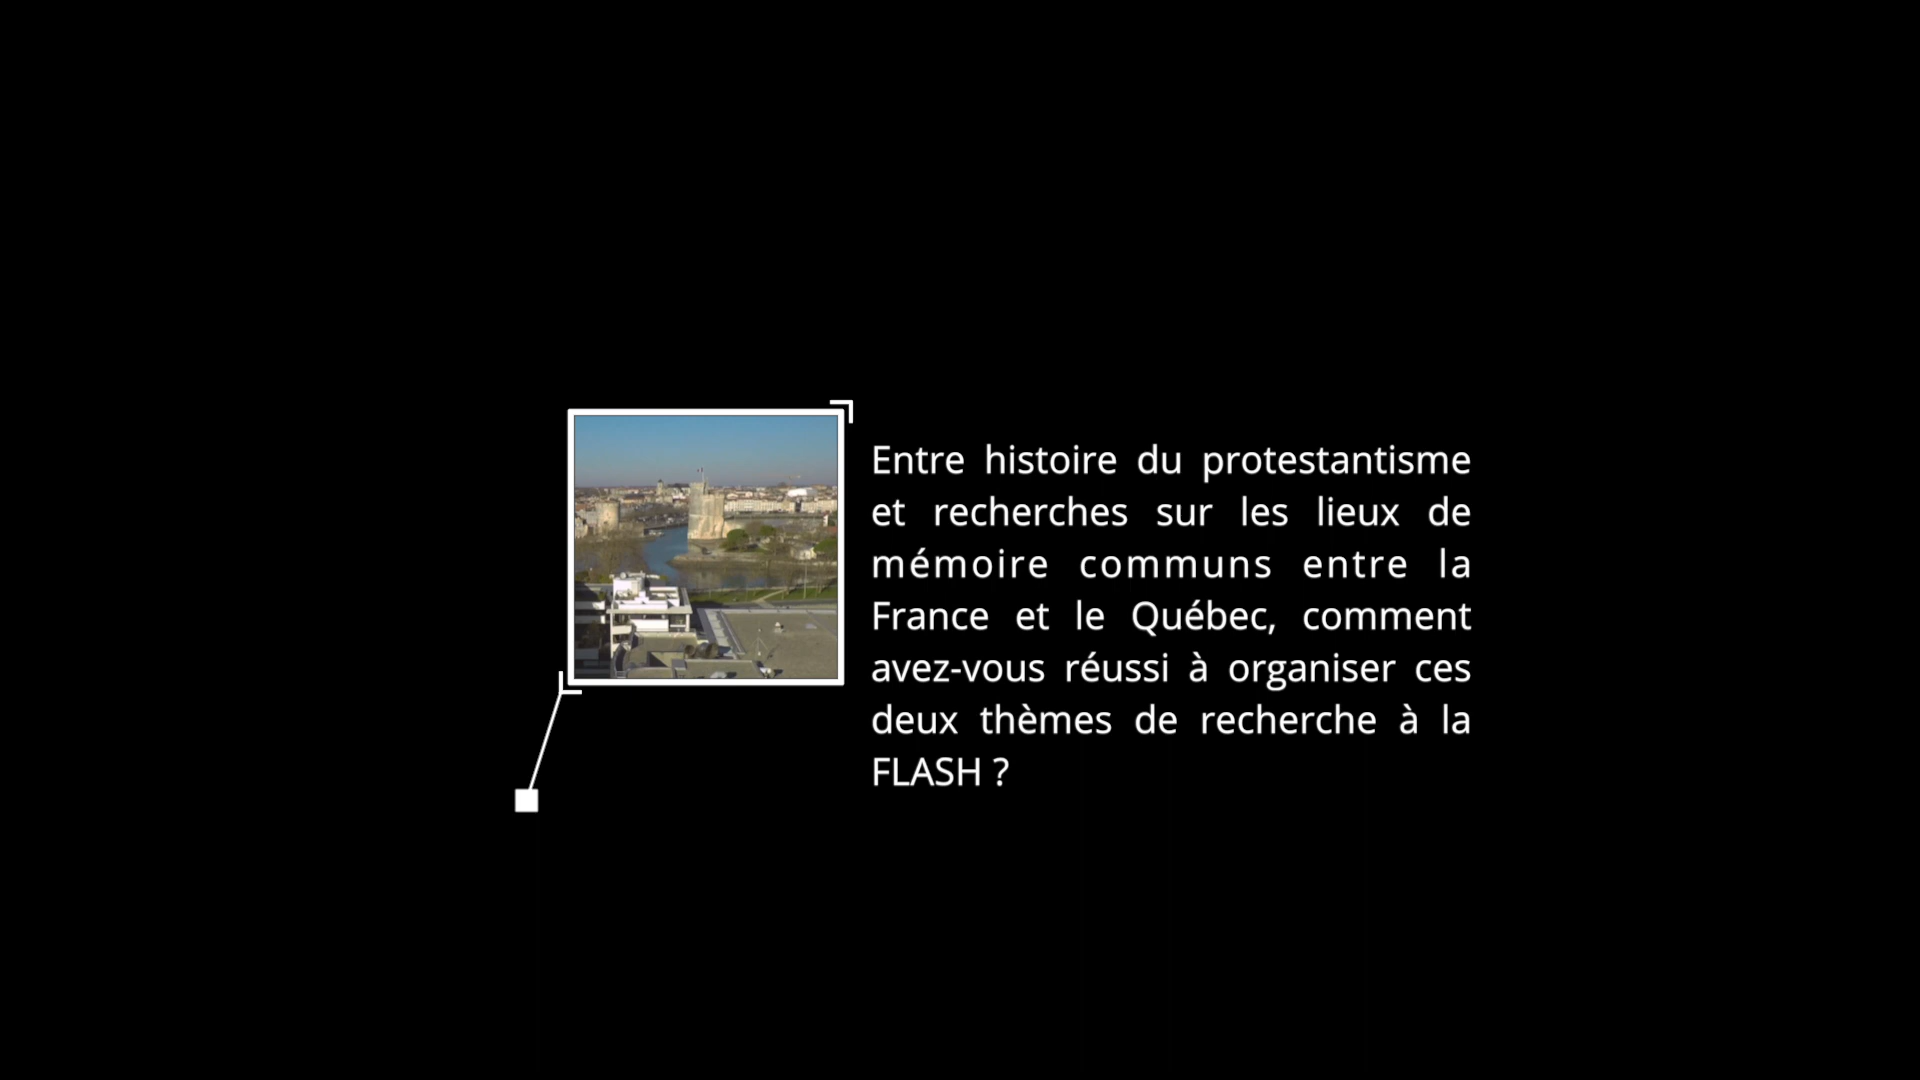 Entre histoire du protestantisme
et recherches sur les lieux de
mémoire communs entre la
France et le Québec, comment
avez-vous réussi à organiser ces
deux thèmes de recherche à la
FLASH ?